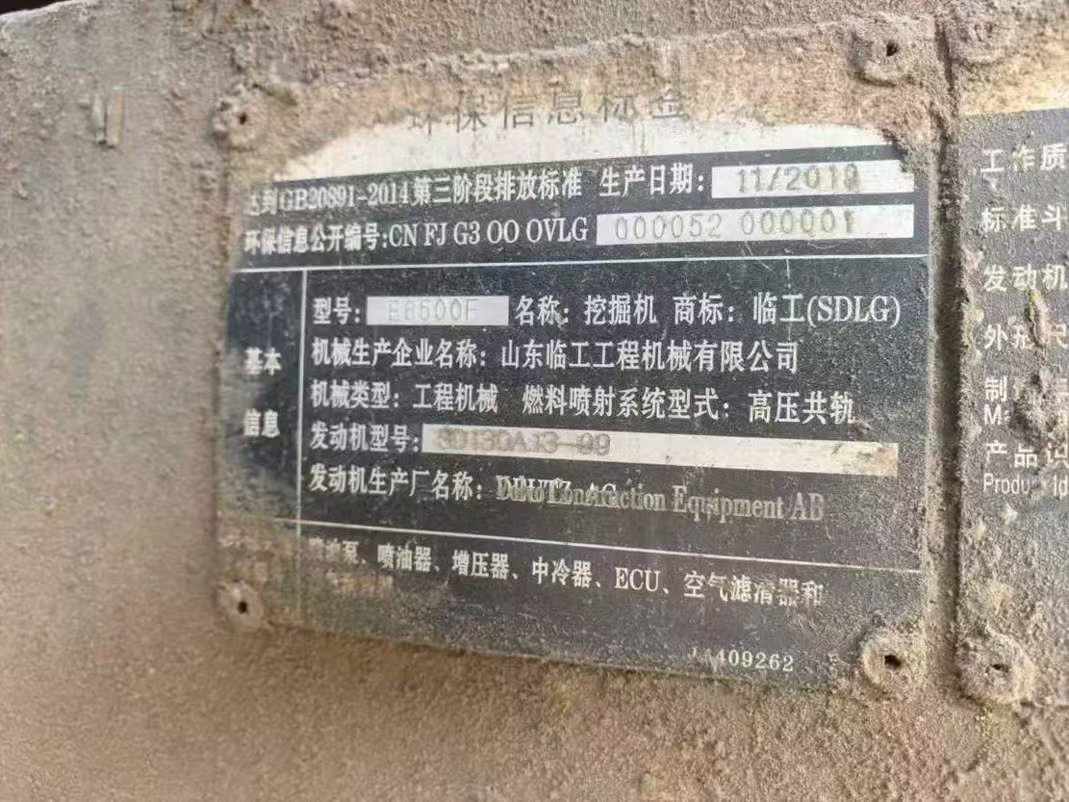 环保信息标签
达到GB20891-2014第三阶段排放标准 生产日期:
环保信息公开编号:CN FJ G3 OO OVLG 000052 000001
型号: 名称: 挖掘机 商标: 临工(SDLG)
基本
信息
机械生产企业名称: 山东临工工程机械有限公司
机械类型: 工程机械 燃料喷射系统型式: 高压共轨
发动机型号:
发动机生产厂名称: Construction Equipment AB
喷油器、增压器、中冷器、ECU、空气滤清器和
工作质
标准斗
发动机
外形尺
制
产品识
Produ